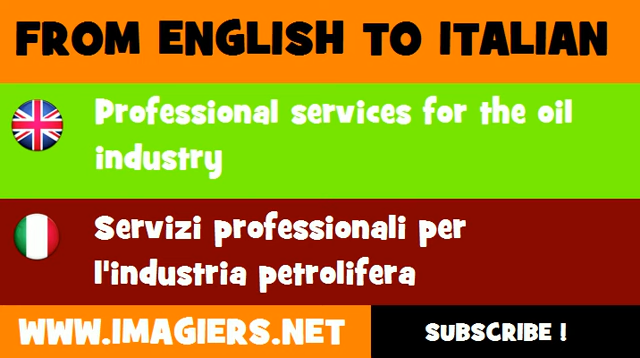 FROM ENGLISH TO ITALIAN
Professional services for the oil
industry
Servizi professionali per
l'industria petrolifera
WWW.IMAGIERS.NET
SUBSCRIBE !